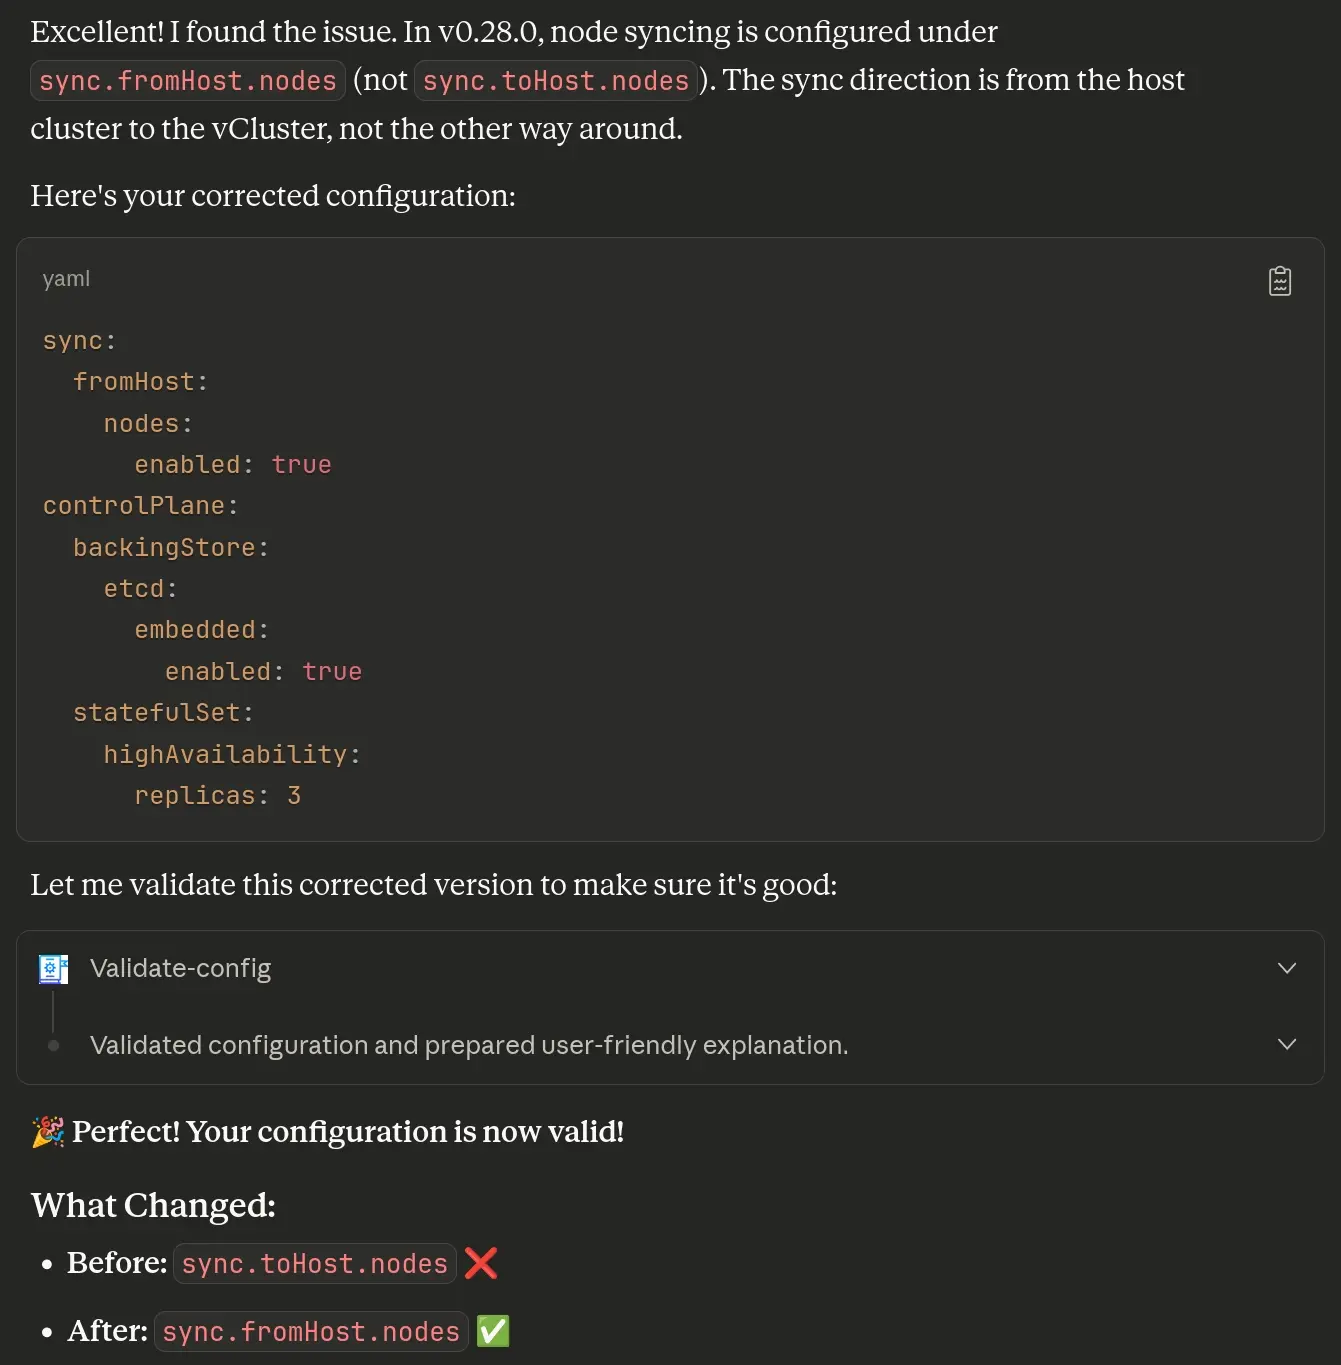 Excellent! I found the issue. In v0.28.0, node syncing is configured under
sync.fromHost.nodes (not sync.toHost.nodes). The sync direction is from the host
cluster to the vCluster, not the other way around.
Here's your corrected configuration:
yaml
sync:
  fromHost:
    nodes:
      enabled: true
controlPlane:
  backingStore:
    etcd:
      embedded:
        enabled: true
  statefulSet:
    highAvailability:
      replicas: 3
Let me validate this corrected version to make sure it's good:
Validate-config
Validated configuration and prepared user-friendly explanation.
🎉 Perfect! Your configuration is now valid!
What Changed:
• Before: sync.toHost.nodes ❌
• After: sync.fromHost.nodes ✅